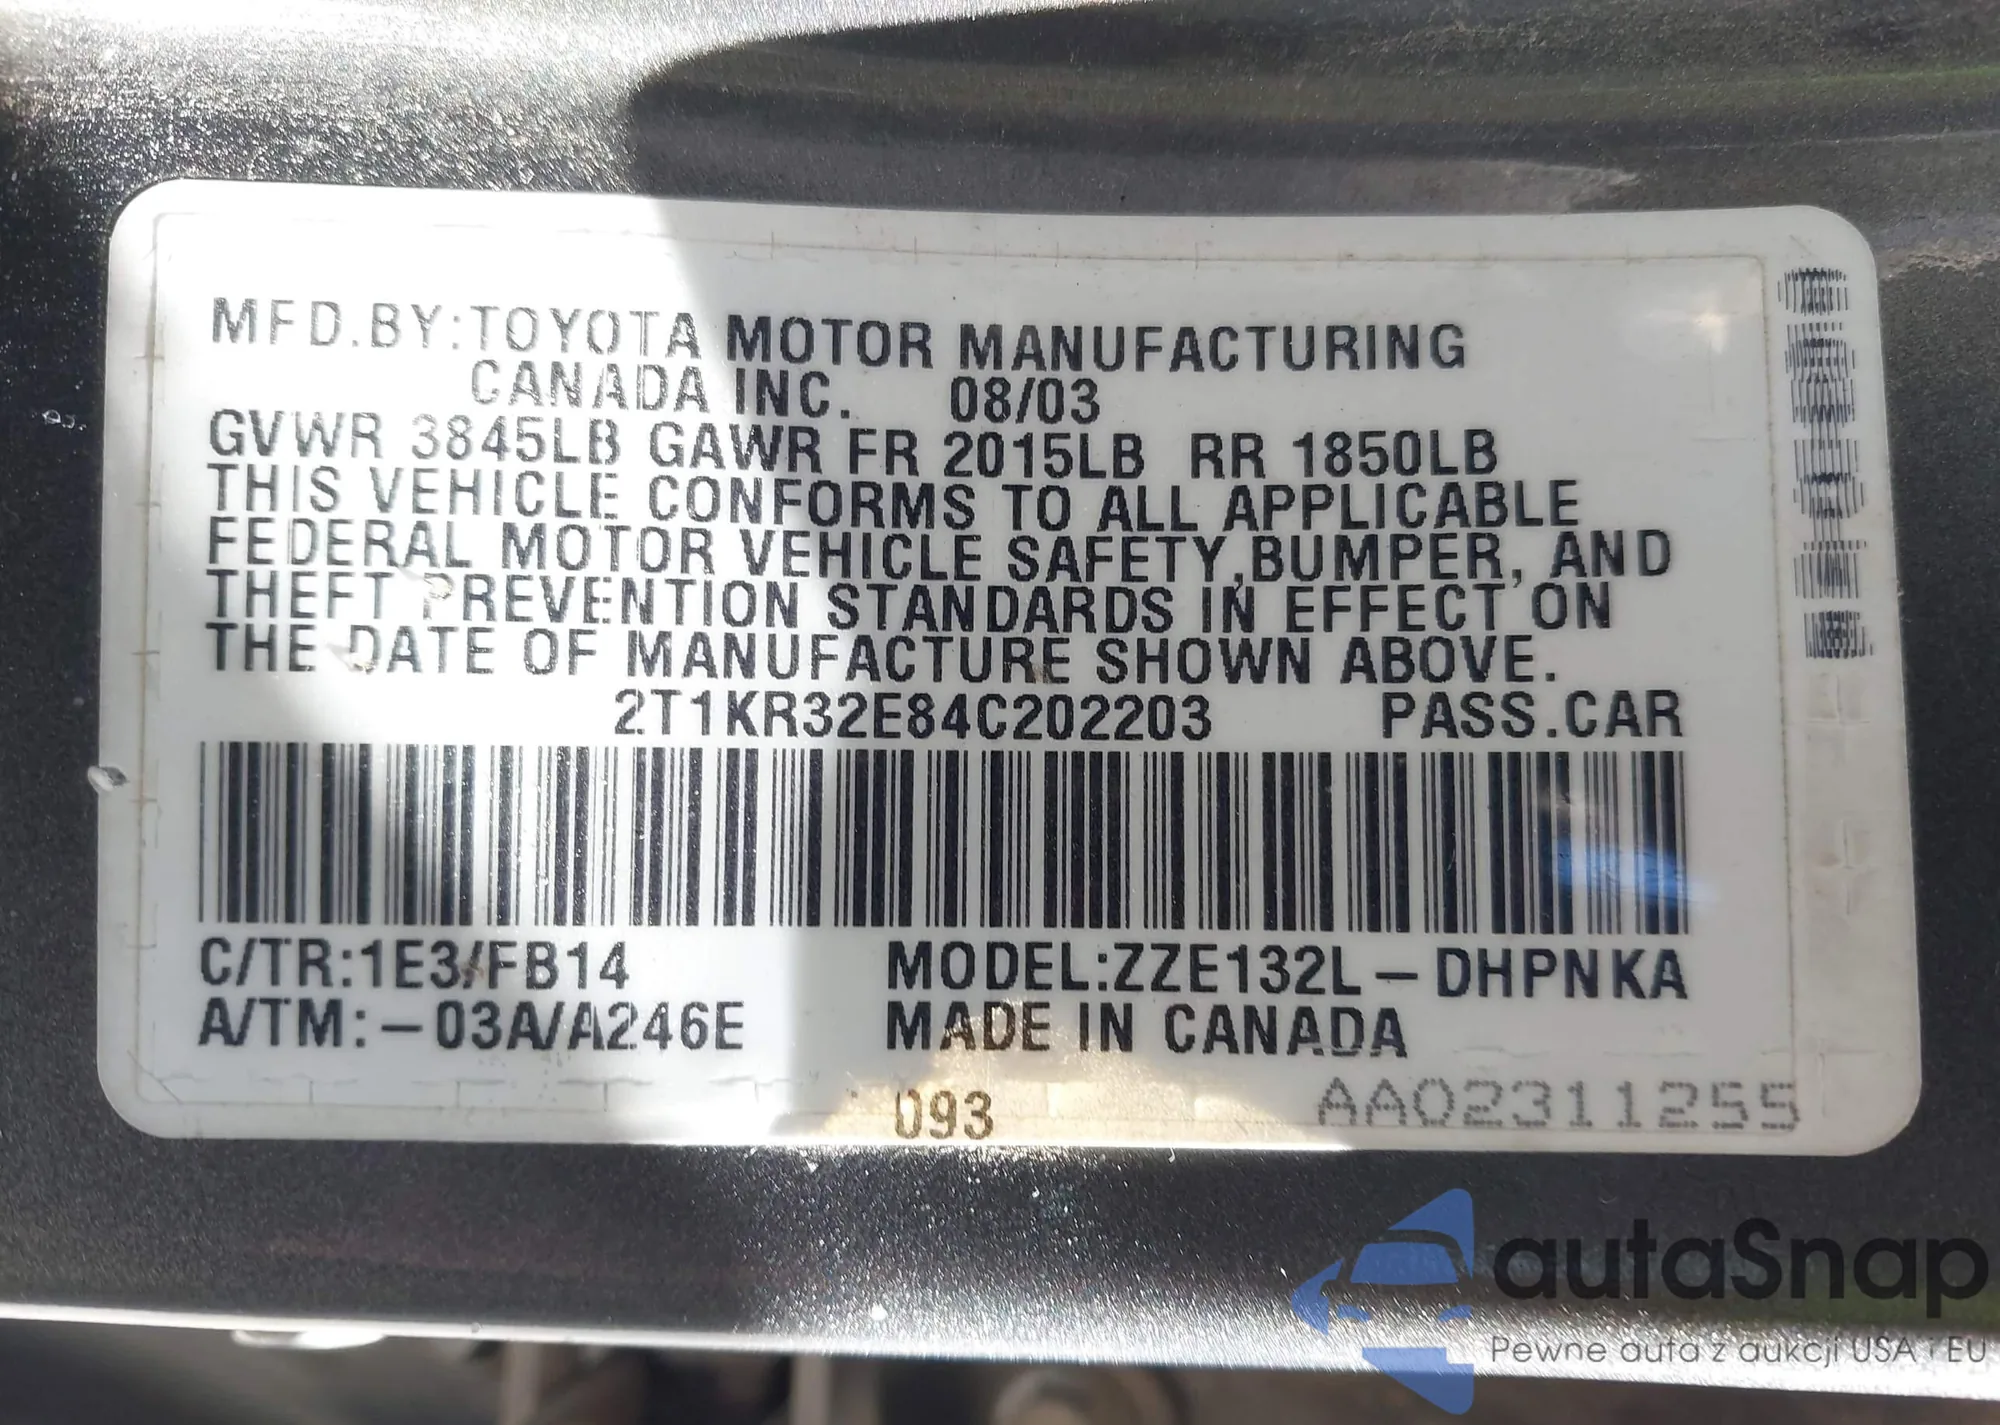 MFD.BY:TOYOTA MOTOR MANUFACTURING
CANADA INC. 08/03
GVWR 3845LB GAWR FR 2015LB RR 1850LB
THIS VEHICLE CONFORMS TO ALL APPLICABLE
FEDERAL MOTOR VEHICLE SAFETY,BUMPER, AND
THEFT PREVENTION STANDARDS IN EFFECT ON
THE DATE OF MANUFACTURE SHOWN ABOVE.
2T1KR32E84C202203 PASS.CAR
C/TR:1E3/FB14 MODEL:ZZE132L-DHPNKA
A/TM:-03A/A246E MADE IN CANADA
093 AA02311255
autaSnap
Pewne auta z aukcji USA i EU